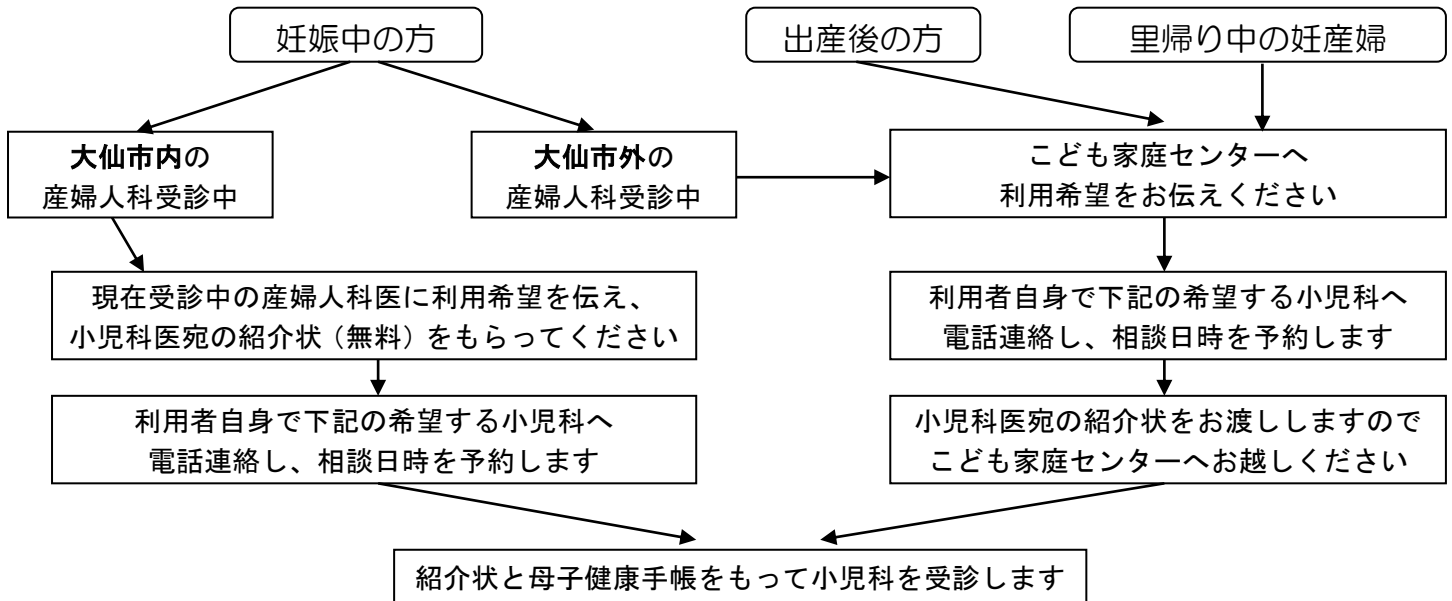 妊娠中の方
出産後の方
里帰り中の妊産婦
大仙市内の
産婦人科受診中
大仙市外の
産婦人科受診中
こども家庭センターへ
利用希望をお伝えください
現在受診中の産婦人科医に利用希望を伝え、
小児科医宛の紹介状（無料）をもらってください
利用者自身で下記の希望する小児科へ
電話連絡し、相談日時を予約します
利用者自身で下記の希望する小児科へ
電話連絡し、相談日時を予約します
小児科医宛の紹介状をお渡ししますので
こども家庭センターへお越しください
紹介状と母子健康手帳をもって小児科を受診します